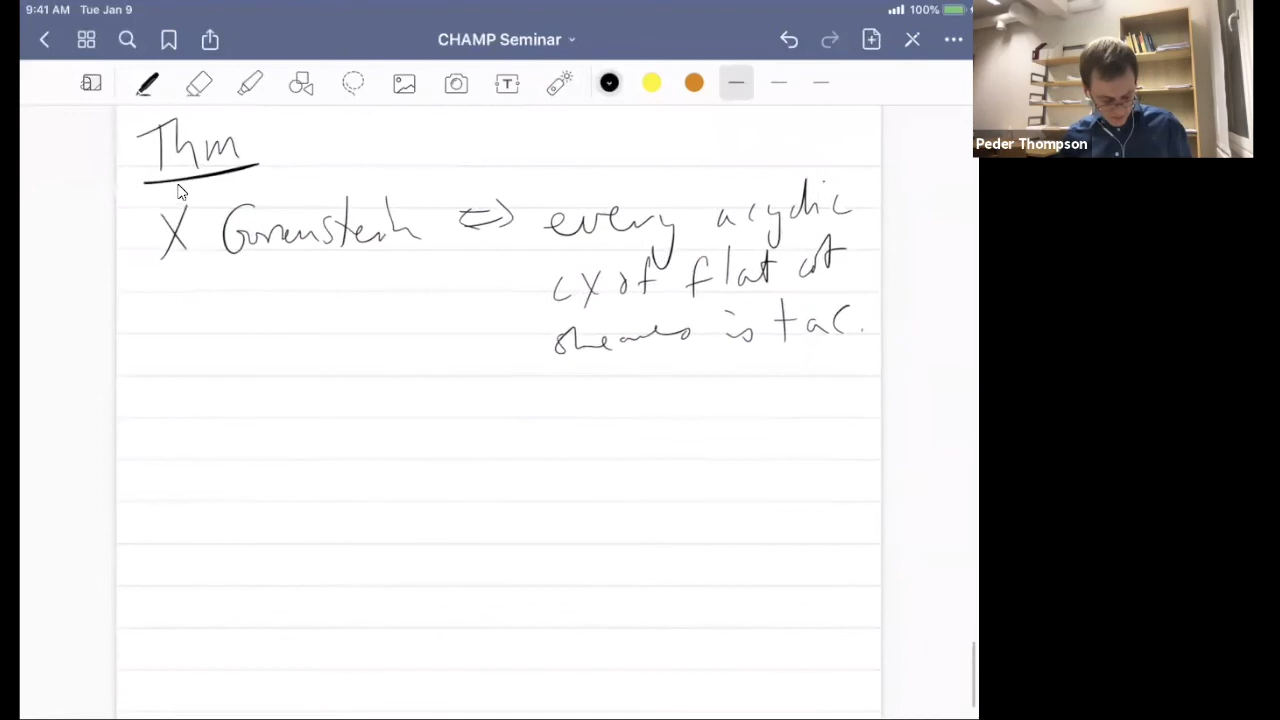 9:41 AM Tue Jan 9
100%
CHAMP Seminar
Peder Thompson
Thm
X Gorenstein ⇔ every acyclic
cx of flat cot
sheaves is tac.